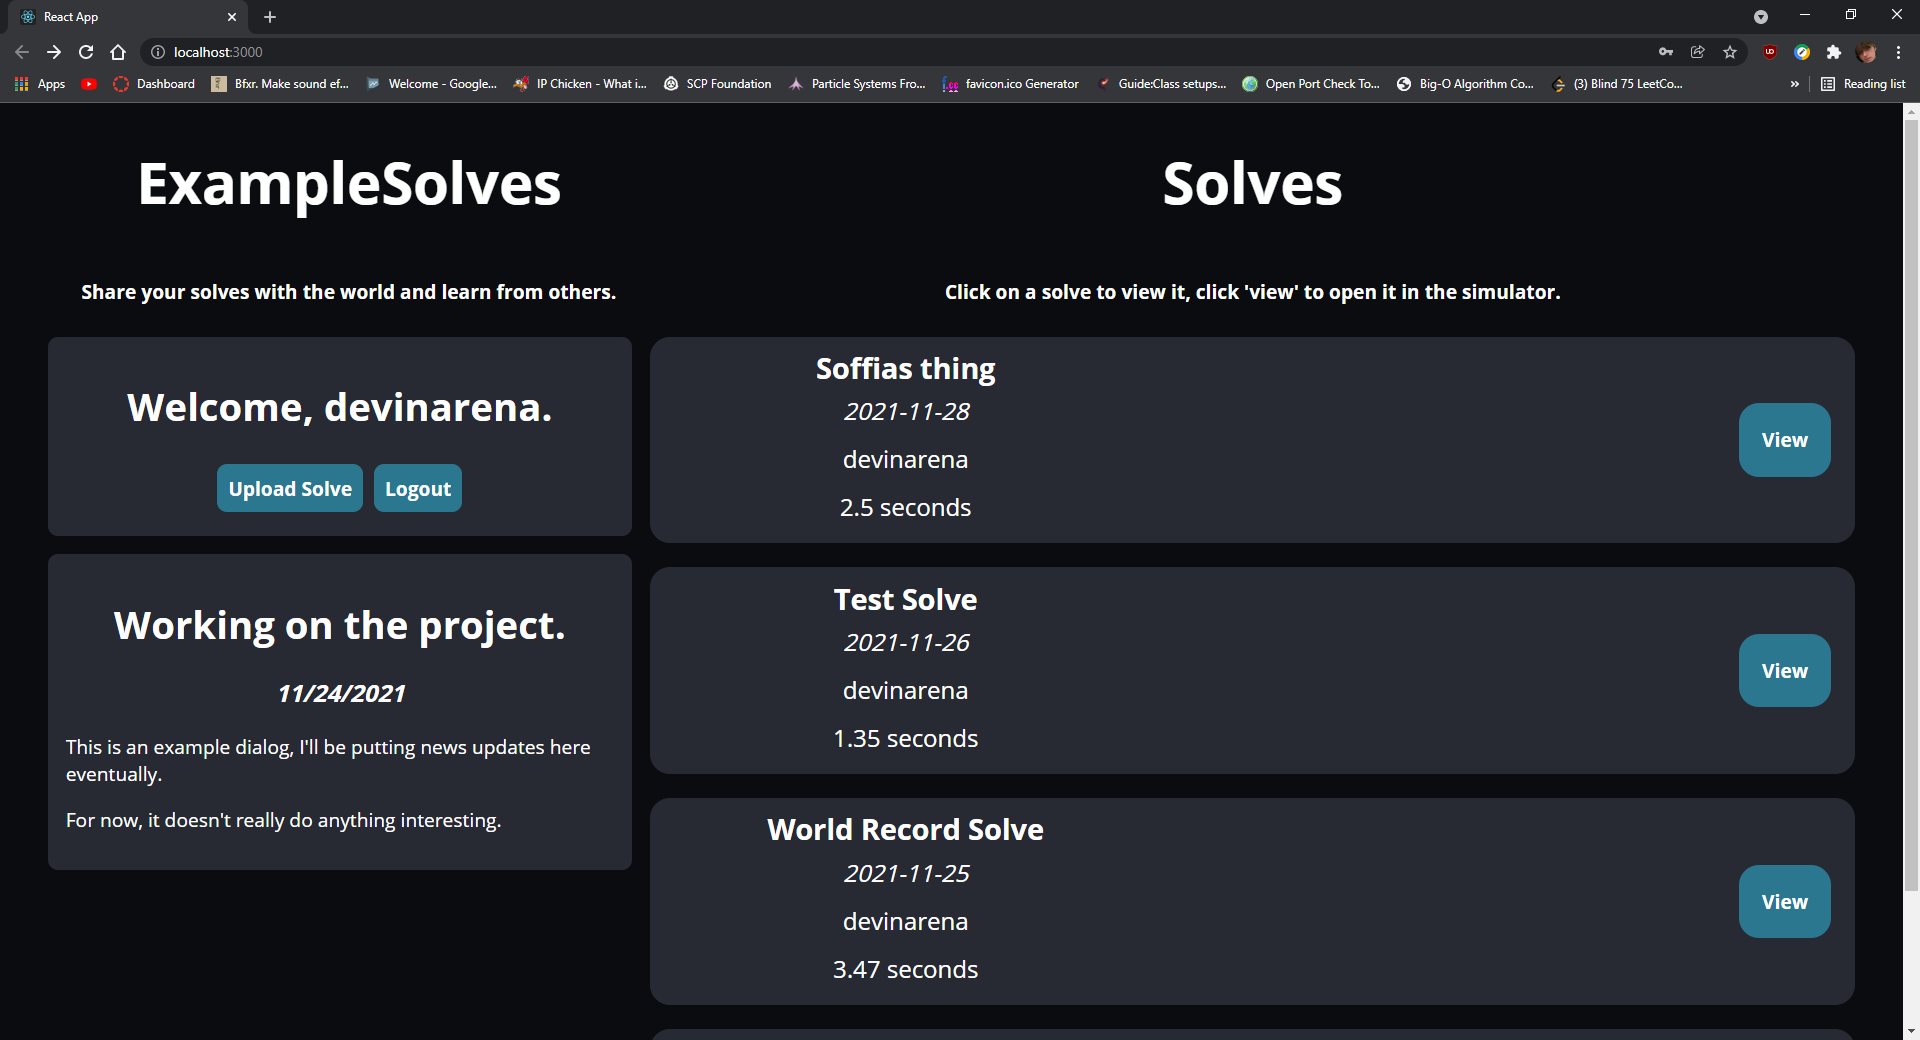 React App
localhost:3000
Apps
Dashboard
Bfxr. Make sound ef...
Welcome - Google...
IP Chicken - What i...
SCP Foundation
Particle Systems Fro...
favicon.ico Generator
Guide:Class setups...
Open Port Check To...
Big-O Algorithm Co...
(3) Blind 75 LeetCo...
»
Reading list
ExampleSolves
Share your solves with the world and learn from others.
Welcome, devinarena.
Upload Solve
Logout
Working on the project.
11/24/2021
This is an example dialog, I'll be putting news updates here
eventually.
For now, it doesn't really do anything interesting.
Solves
Click on a solve to view it, click 'view' to open it in the simulator.
Soffias thing
2021-11-28
devinarena
2.5 seconds
View
Test Solve
2021-11-26
devinarena
1.35 seconds
View
World Record Solve
2021-11-25
devinarena
3.47 seconds
View